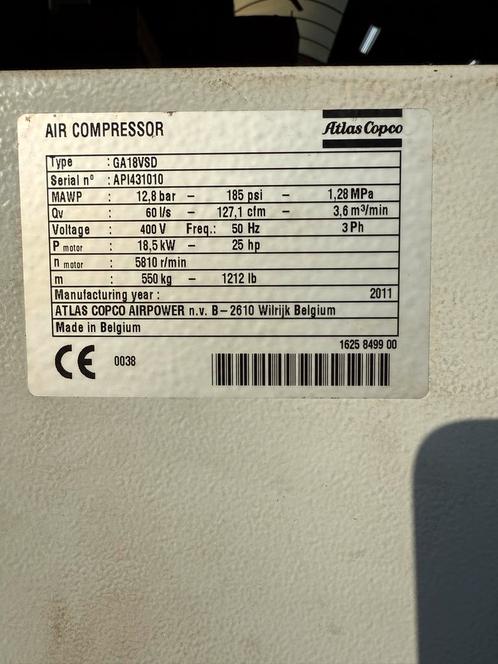 AIR COMPRESSOR Atlas Copco
Type : GA18VSD
Serial n° : API431010
MAWP : 12,8 bar – 185 psi – 1,28 MPa
Qv : 60 l/s – 127,1 cfm – 3,6 m³/min
Voltage : 400 V Freq.: 50 Hz 3 Ph
P motor : 18,5 kW – 25 hp
n motor : 5810 r/min
m : 550 kg – 1212 lb
Manufacturing year : 2011
ATLAS COPCO AIRPOWER n.v. B – 2610 Wilrijk Belgium
Made in Belgium
1625 8499 00
CE 0038